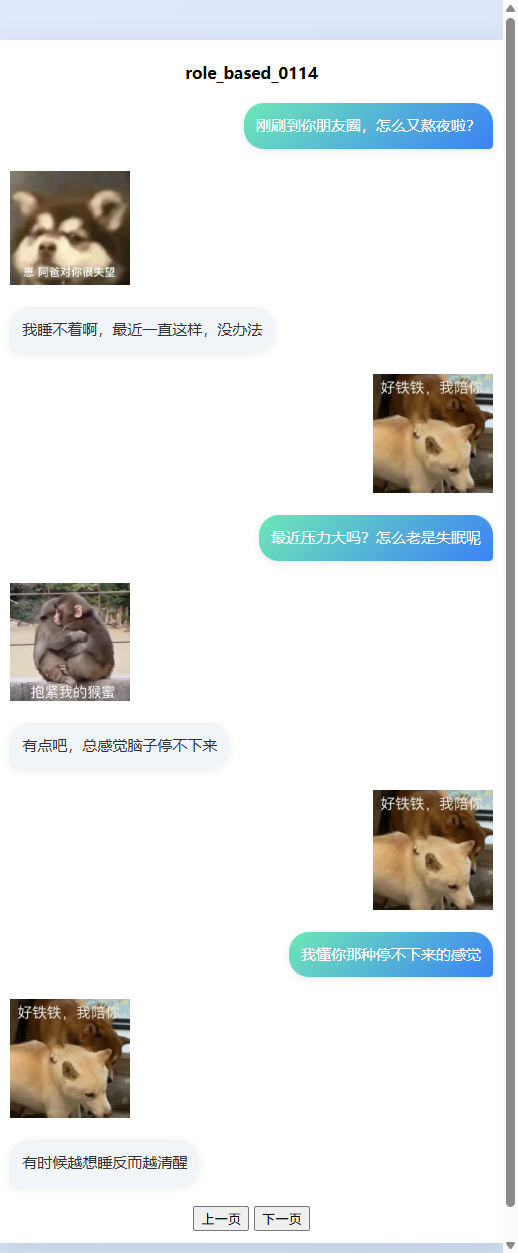 role_based_0114
刚刷到你朋友圈，怎么又熬夜啦？
崽 阿爸对你很失望
我睡不着啊，最近一直这样，没办法
好铁铁，我陪你
最近压力大吗？怎么老是失眠呢
抱紧我的猴蜜
有点吧，总感觉脑子停不下来
好铁铁，我陪你
我懂你那种停不下来的感觉
好铁铁，我陪你
有时候越想睡反而越清醒
上一页 下一页